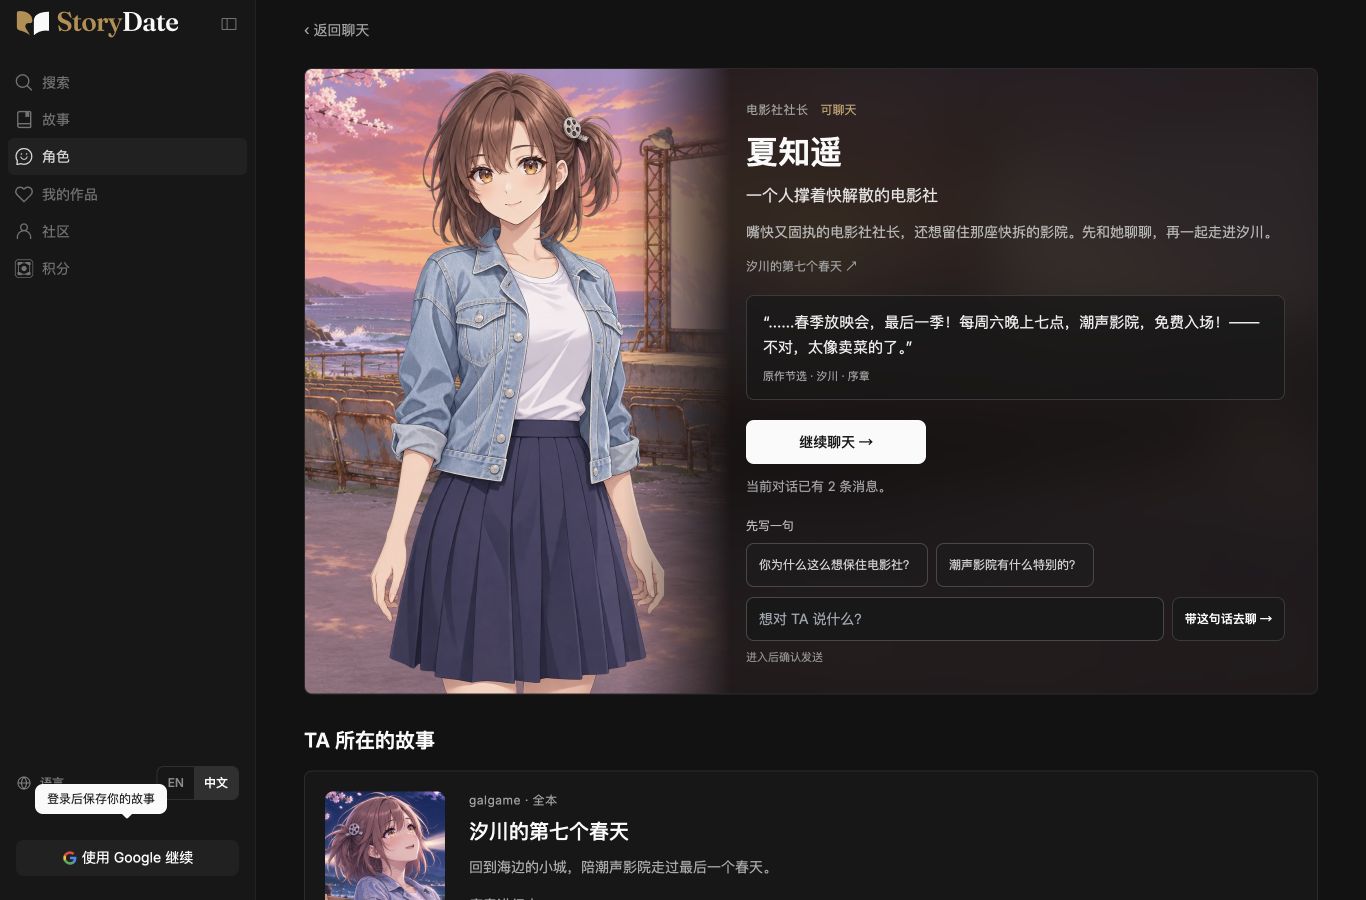 StoryDate
搜索
故事
角色
我的作品
社区
积分
语言
EN 中文
登录后保存你的故事
使用 Google 继续
‹ 返回聊天
电影社社长 可聊天
夏知遥
一个人撑着快解散的电影社
嘴快又固执的电影社社长，还想留住那座快拆的影院。先和她聊聊，再一起走进汐川。
汐川的第七个春天 ↗
“……春季放映会，最后一季！每周六晚上七点，潮声影院，免费入场！——
不对，太像卖菜的了。”
原作节选 · 汐川 · 序章
继续聊天 →
当前对话已有 2 条消息。
先写一句
你为什么这么想保住电影社？
潮声影院有什么特别的？
想对 TA 说什么？
带这句话去聊 →
进入后确认发送
TA 所在的故事
galgame · 全本
汐川的第七个春天
回到海边的小城，陪潮声影院走过最后一个春天。